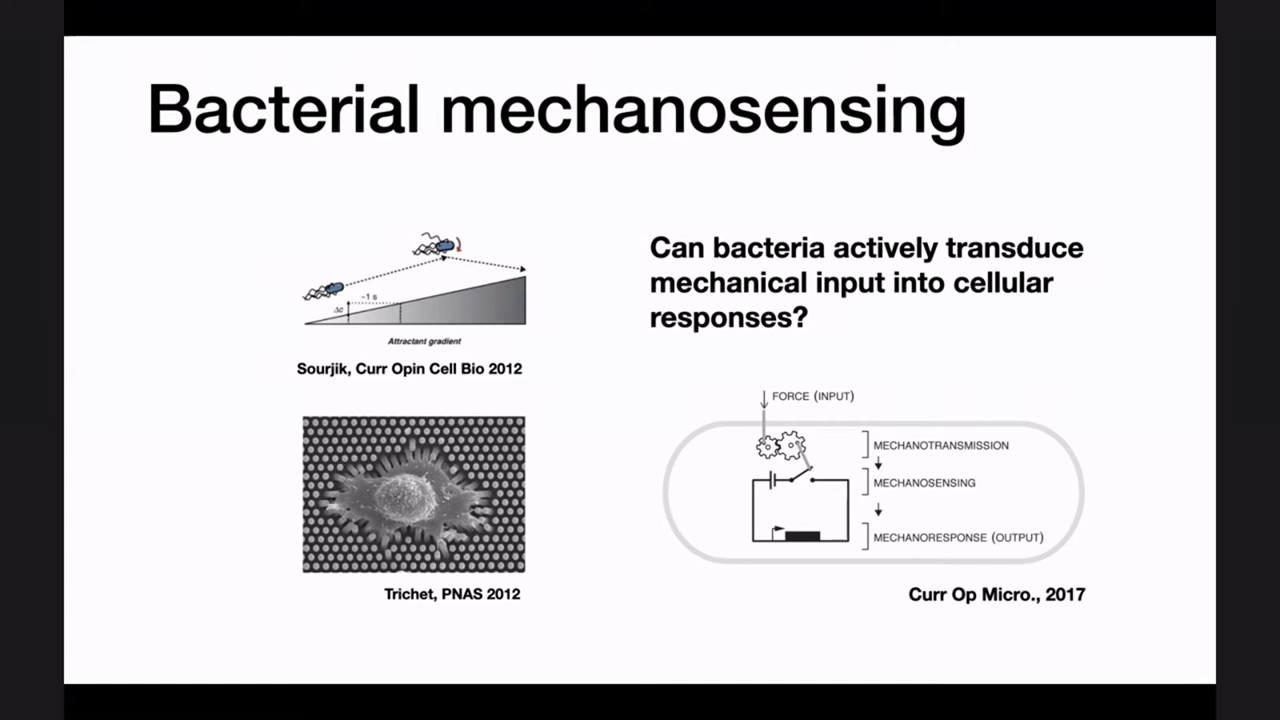 Bacterial mechanosensing
~1 s
Δc
Attractant gradient
Sourjik, Curr Opin Cell Bio 2012
Trichet, PNAS 2012
Can bacteria actively transduce
mechanical input into cellular
responses?
FORCE (INPUT)
MECHANOTRANSMISSION
MECHANOSENSING
MECHANORESPONSE (OUTPUT)
Curr Op Micro., 2017